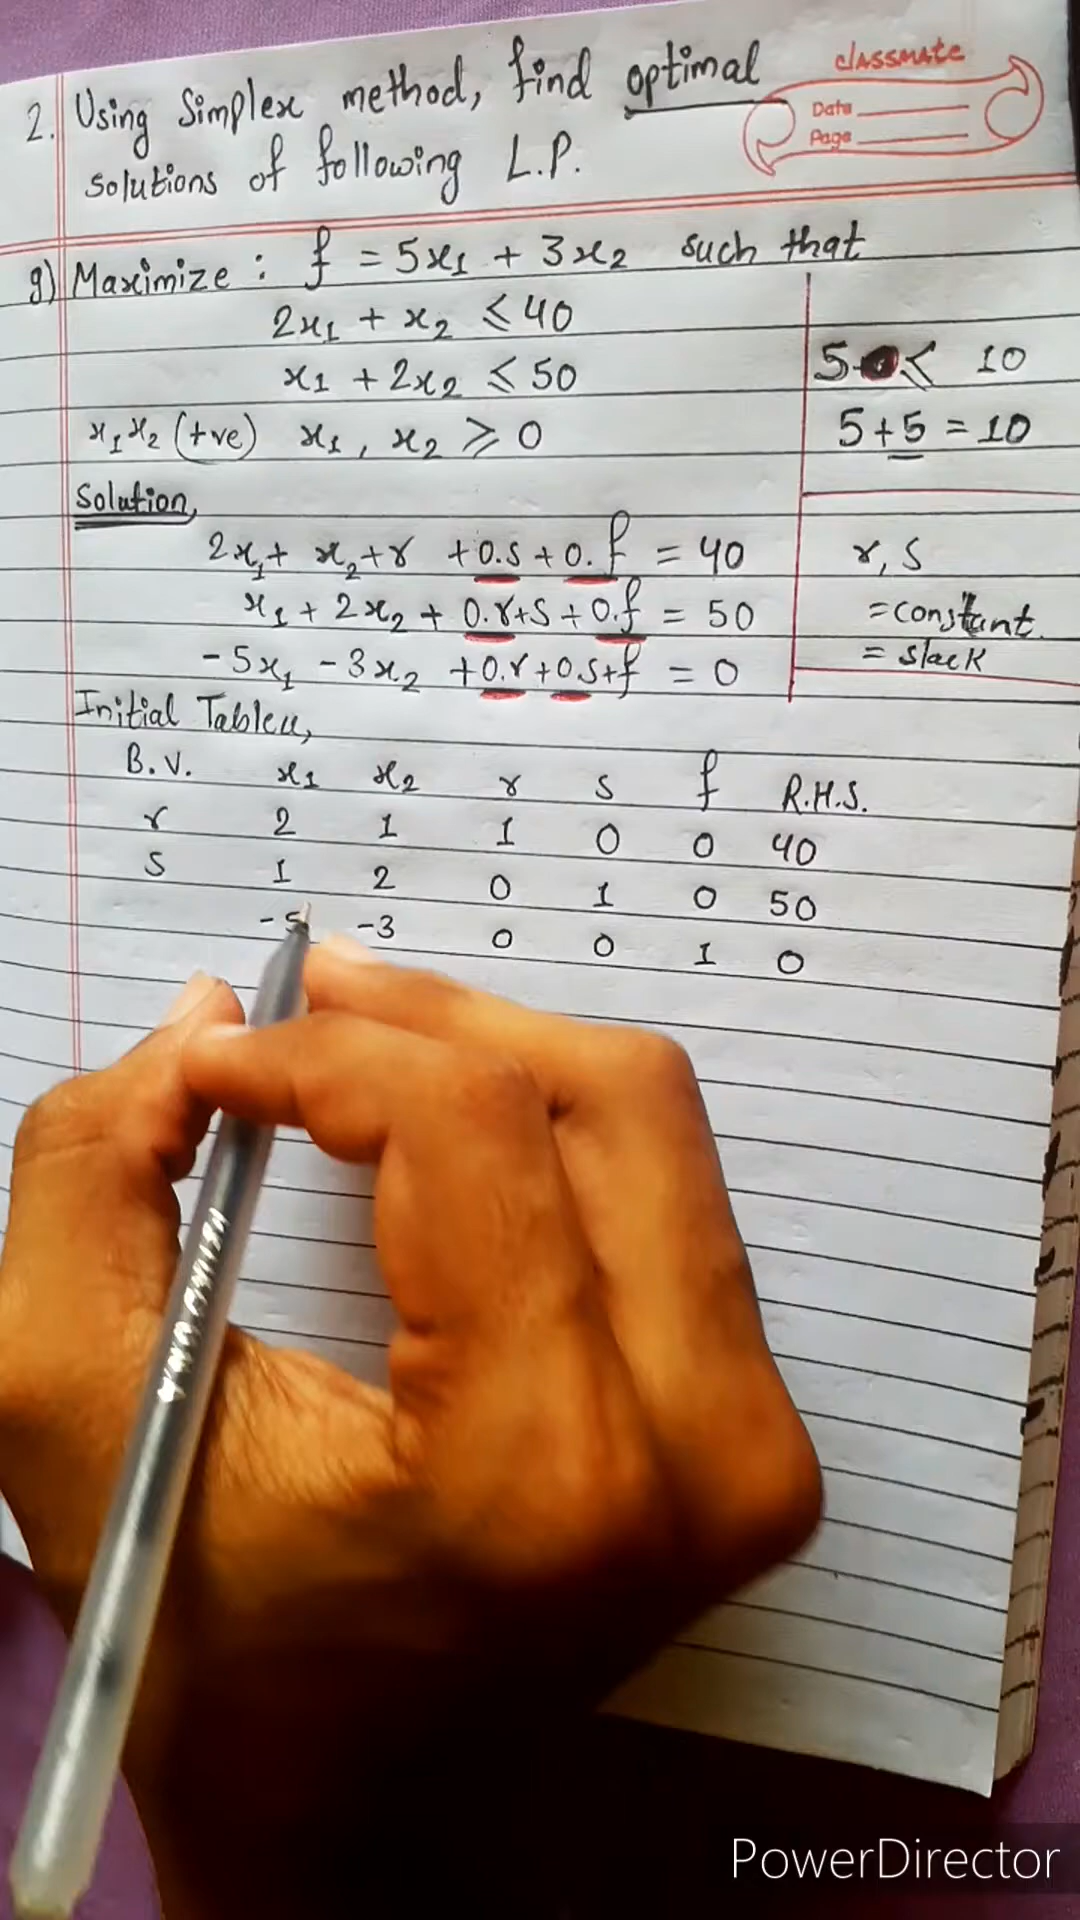 classmate
Date
Page
2. Using Simplex method, find optimal
solutions of following L.P.
g) Maximize : f = 5x₁ + 3x₂ such that
2x₁ + x₂ ≤ 40
x₁ + 2x₂ ≤ 50
x₁x₂ (+ve) x₁, x₂ ≥ 0
5 ≤ 10
5+5 = 10
Solution,
2x₁ + x₂ + r + 0.s + 0.f = 40
x₁ + 2x₂ + 0.r + s + 0.f = 50
-5x₁ - 3x₂ + 0.r + 0.s + f = 0
r, s
= constant
= slack
Initial Tableu,
B.V. x₁ x₂ r s f R.H.S.
r 2 1 1 0 0 40
s 1 2 0 1 0 50
-5 -3 0 0 1 0
PowerDirector